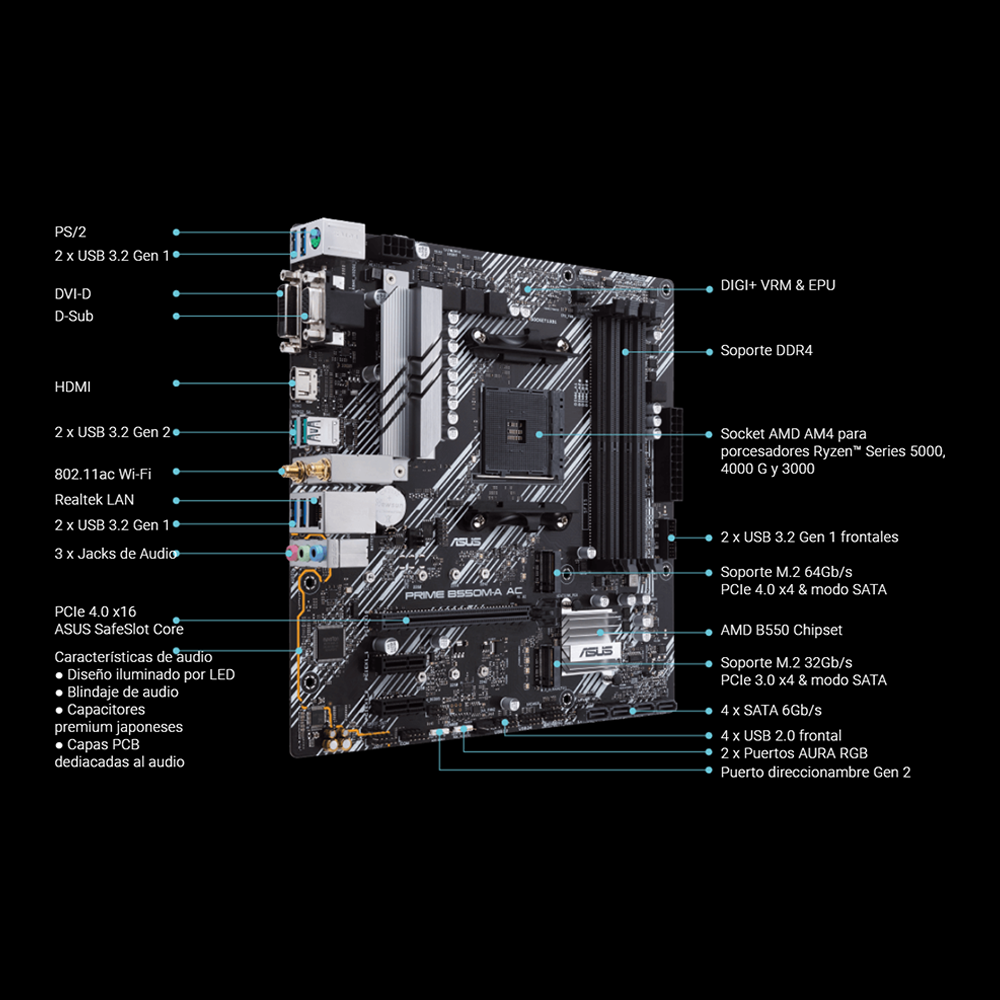 PS/2
2 x USB 3.2 Gen 1
DVI-D
D-Sub
HDMI
2 x USB 3.2 Gen 2
802.11ac Wi-Fi
Realtek LAN
2 x USB 3.2 Gen 1
3 x Jacks de Audio
PCIe 4.0 x16
ASUS SafeSlot Core
Características de audio
● Diseño iluminado por LED
● Blindaje de audio
● Capacitores
premium japoneses
● Capas PCB
dediacadas al audio
ASUS
PRIME B550M-A AC
ASUS
DIGI+ VRM & EPU
Soporte DDR4
Socket AMD AM4 para
porcesadores Ryzen™ Series 5000,
4000 G y 3000
2 x USB 3.2 Gen 1 frontales
Soporte M.2 64Gb/s
PCIe 4.0 x4 & modo SATA
AMD B550 Chipset
Soporte M.2 32Gb/s
PCIe 3.0 x4 & modo SATA
4 x SATA 6Gb/s
4 x USB 2.0 frontal
2 x Puertos AURA RGB
Puerto direccionambre Gen 2